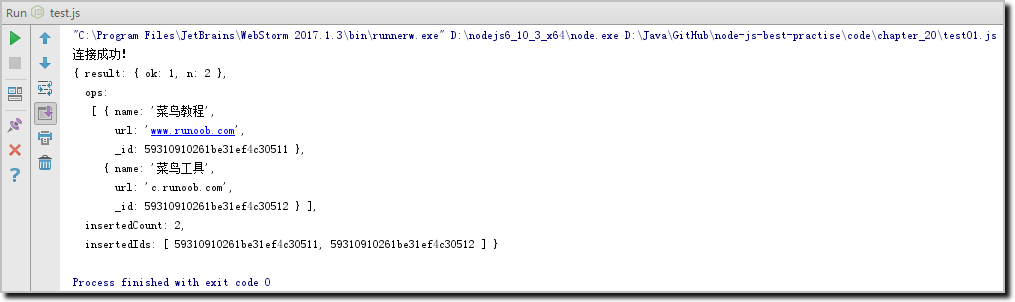 Run test.js
"C:\Program Files\JetBrains\WebStorm 2017.1.3\bin\runnerw.exe" D:\nodejs6_10_3_x64\node.exe D:\Java\GitHub\node-js-best-practise\code\chapter_20\test01.js
连接成功!
{ result: { ok: 1, n: 2 },
  ops:
   [ { name: '菜鸟教程',
       url: 'www.runoob.com',
       _id: 59310910261be31ef4c30511 },
     { name: '菜鸟工具',
       url: 'c.runoob.com',
       _id: 59310910261be31ef4c30512 } ],
  insertedCount: 2,
  insertedIds: [ 59310910261be31ef4c30511, 59310910261be31ef4c30512 ] }
Process finished with exit code 0